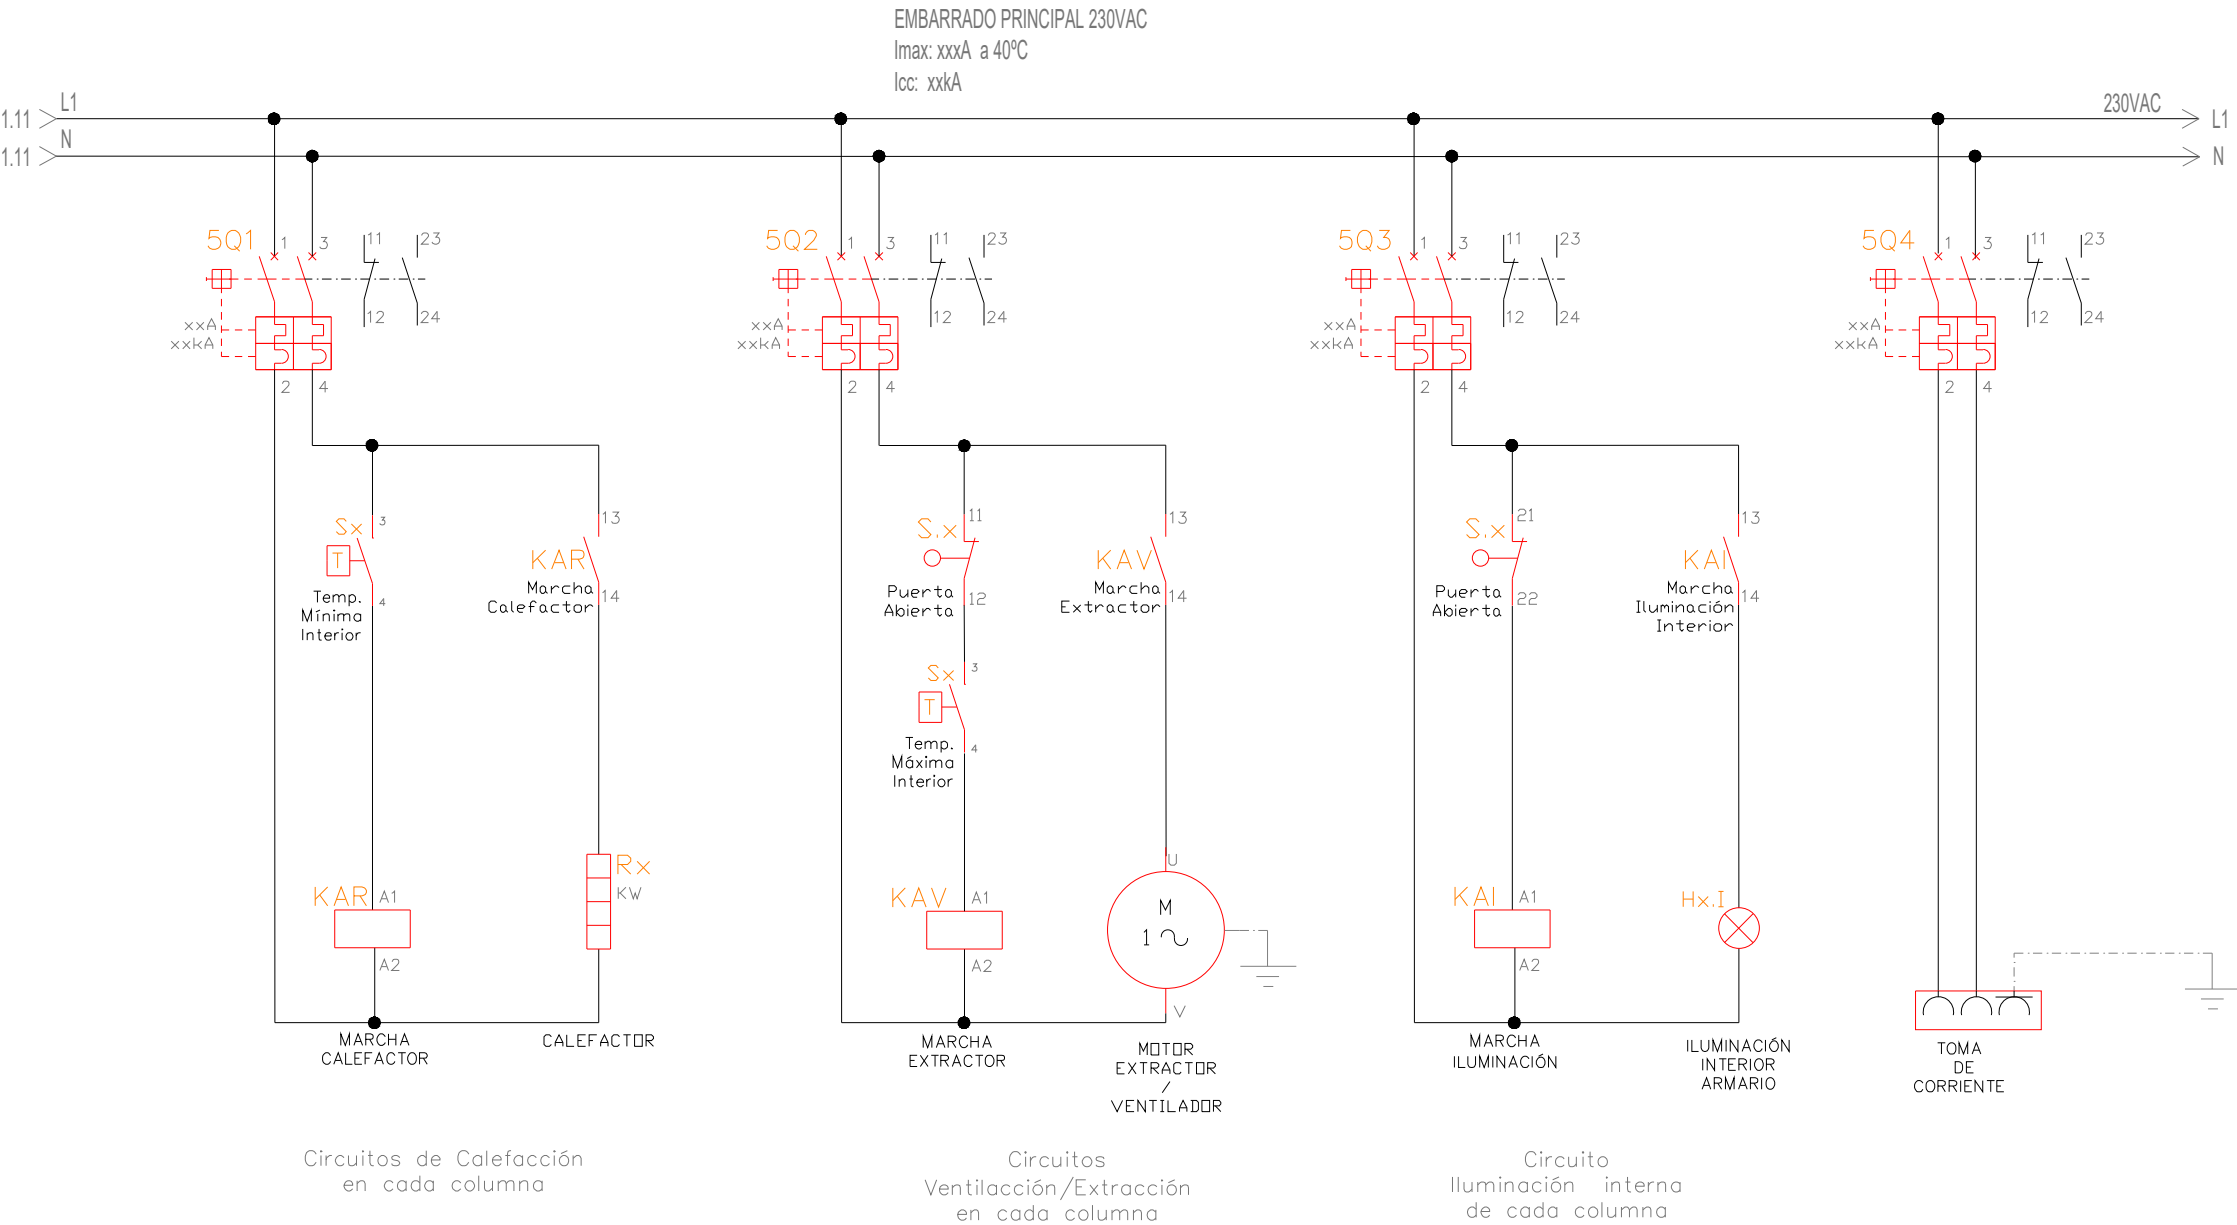 EMBARRADO PRINCIPAL 230VAC
Imax: xxxA a 40ºC
Icc: xxkA
1.11
L1
230VAC
L1
1.11
N
N
5Q1
1
3
11
23
xxA
xxkA
12
24
2
4
5Q2
1
3
11
23
xxA
xxkA
12
24
2
4
5Q3
1
3
11
23
xxA
xxkA
12
24
2
4
5Q4
1
3
11
23
xxA
xxkA
12
24
2
4
Sx
3
T
4
Temp.
Mínima
Interior
KAR
13
14
Marcha
Calefactor
KAR
A1
A2
Rx
KW
MARCHA
CALEFACTOR
CALEFACTOR
S.x
11
12
Puerta
Abierta
Sx
3
T
4
Temp.
Máxima
Interior
KAV
13
14
Marcha
Extractor
KAV
A1
A2
U
M
1
V
MARCHA
EXTRACTOR
MOTOR
EXTRACTOR
/
VENTILADOR
S.x
21
22
Puerta
Abierta
KAI
13
14
Marcha
Iluminación
Interior
KAI
A1
A2
Hx.I
MARCHA
ILUMINACIÓN
ILUMINACIÓN
INTERIOR
ARMARIO
TOMA
DE
CORRIENTE
Circuitos de Calefacción
en cada columna
Circuitos
Ventilacción/Extracción
en cada columna
Circuito
Iluminación interna
de cada columna